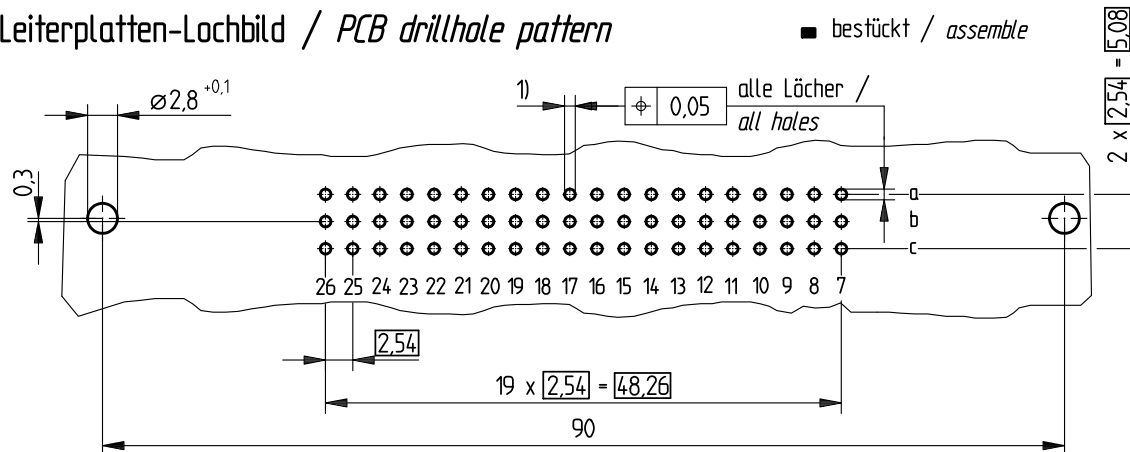 Leiterplatten-Lochbild / PCB drillhole pattern
■ bestückt / assemble
2 x 2,54 = 5,08
⌀2,8 +0,1
1)
⌖ 0,05
alle Löcher /
all holes
0,3
a
b
c
26 25 24 23 22 21 20 19 18 17 16 15 14 13 12 11 10 9 8 7
2,54
19 x 2,54 = 48,26
90